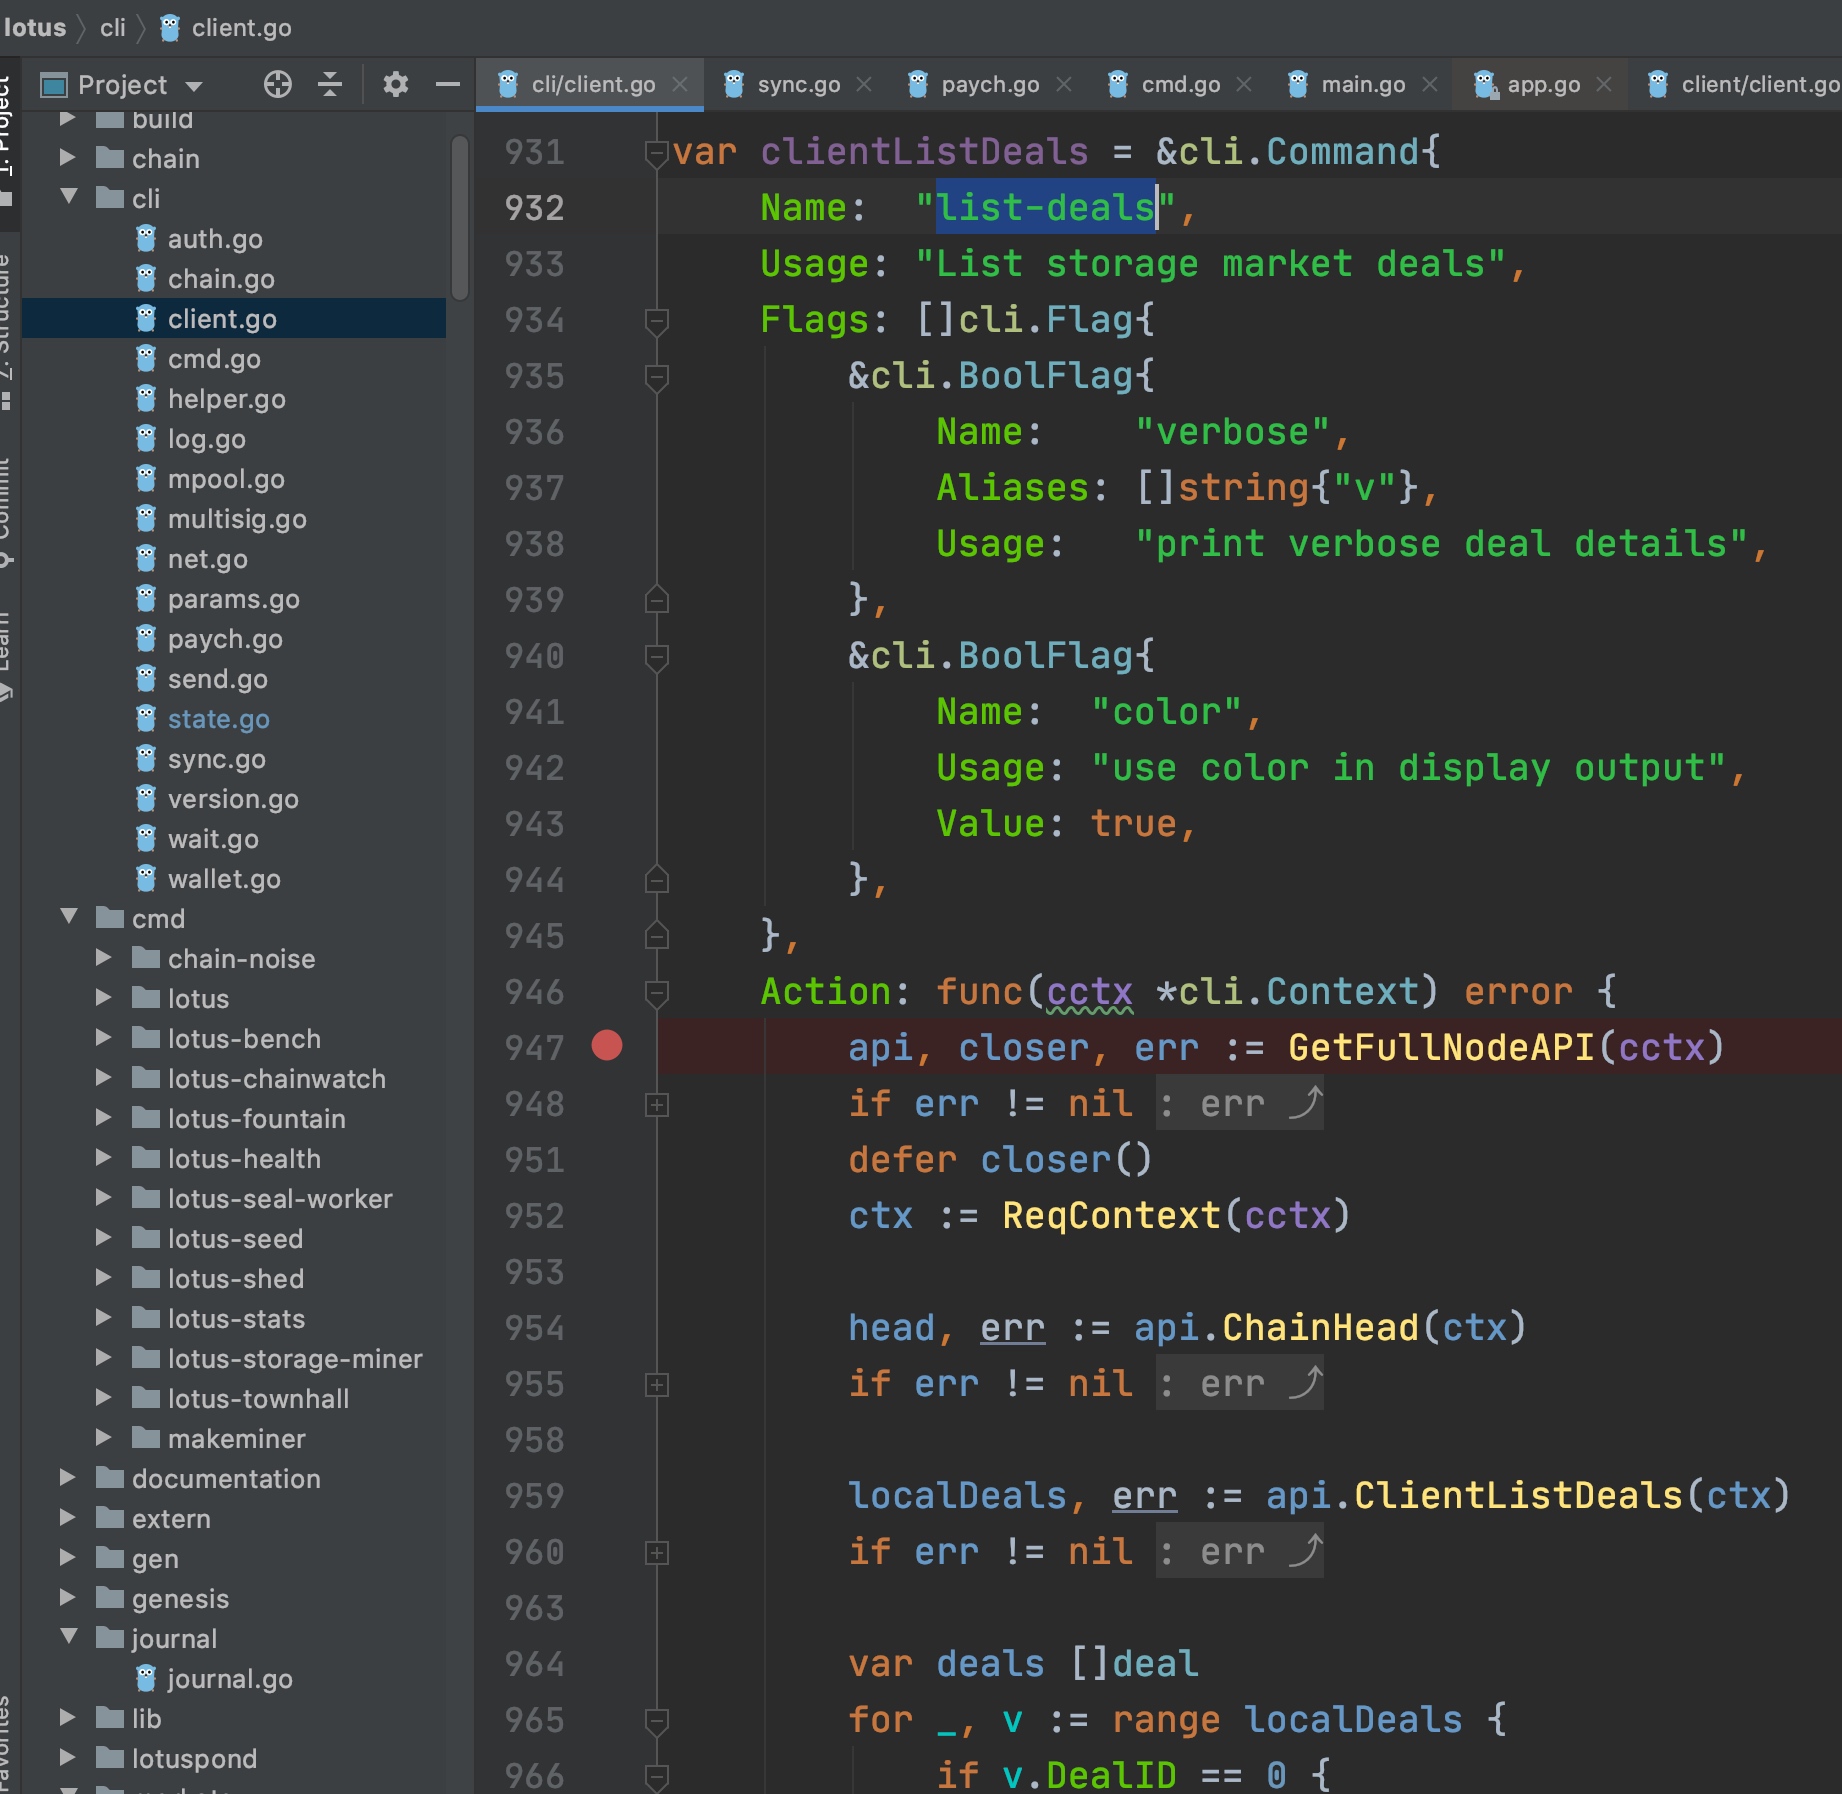 lotus cli client.go
Project
cli/client.go
sync.go
paych.go
cmd.go
main.go
app.go
client/client.go
1: Project
7: Structure
Commit
Learn
Favorites
build
chain
cli
auth.go
chain.go
client.go
cmd.go
helper.go
log.go
mpool.go
multisig.go
net.go
params.go
paych.go
send.go
state.go
sync.go
version.go
wait.go
wallet.go
cmd
chain-noise
lotus
lotus-bench
lotus-chainwatch
lotus-fountain
lotus-health
lotus-seal-worker
lotus-seed
lotus-shed
lotus-stats
lotus-storage-miner
lotus-townhall
makeminer
documentation
extern
gen
genesis
journal
journal.go
lib
lotuspond
931 var clientListDeals = &cli.Command{
932 Name: "list-deals",
933 Usage: "List storage market deals",
934 Flags: []cli.Flag{
935 &cli.BoolFlag{
936 Name: "verbose",
937 Aliases: []string{"v"},
938 Usage: "print verbose deal details",
939 },
940 &cli.BoolFlag{
941 Name: "color",
942 Usage: "use color in display output",
943 Value: true,
944 },
945 },
946 Action: func(cctx *cli.Context) error {
947 api, closer, err := GetFullNodeAPI(cctx)
948 if err != nil : err
951 defer closer()
952 ctx := ReqContext(cctx)
953
954 head, err := api.ChainHead(ctx)
955 if err != nil : err
958
959 localDeals, err := api.ClientListDeals(ctx)
960 if err != nil : err
963
964 var deals []deal
965 for _, v := range localDeals {
966 if v.DealID == 0 {